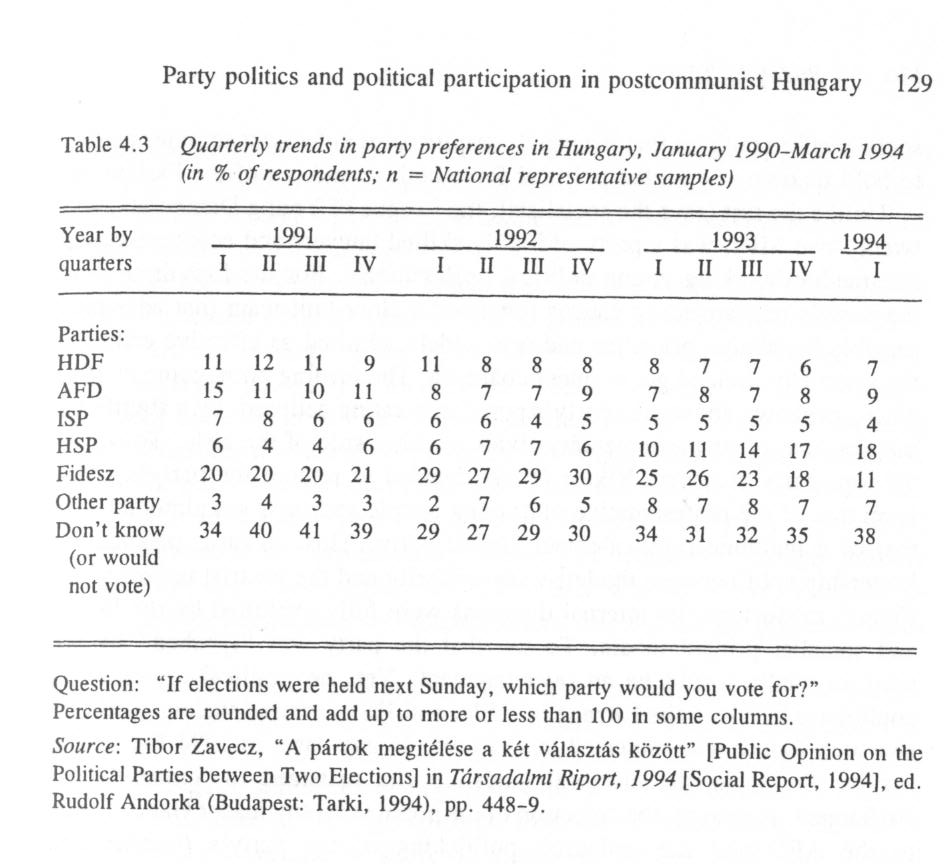 Party politics and political participation in postcommunist Hungary 129
Table 4.3 Quarterly trends in party preferences in Hungary, January 1990–March 1994
(in % of respondents; n = National representative samples)
Year by 1991 1992 1993 1994
quarters I II III IV I II III IV I II III IV I
Parties:
HDF 11 12 11 9 11 8 8 8 8 7 7 6 7
AFD 15 11 10 11 8 7 7 9 7 8 7 8 9
ISP 7 8 6 6 6 6 4 5 5 5 5 5 4
HSP 6 4 4 6 6 7 7 6 10 11 14 17 18
Fidesz 20 20 20 21 29 27 29 30 25 26 23 18 11
Other party 3 4 3 3 2 7 6 5 8 7 8 7 7
Don't know 34 40 41 39 29 27 29 30 34 31 32 35 38
(or would
not vote)
Question: “If elections were held next Sunday, which party would you vote for?”
Percentages are rounded and add up to more or less than 100 in some columns.
Source: Tibor Zavecz, “A pártok megitélése a két választás között” [Public Opinion on the
Political Parties between Two Elections] in Társadalmi Riport, 1994 [Social Report, 1994], ed.
Rudolf Andorka (Budapest: Tarki, 1994), pp. 448–9.